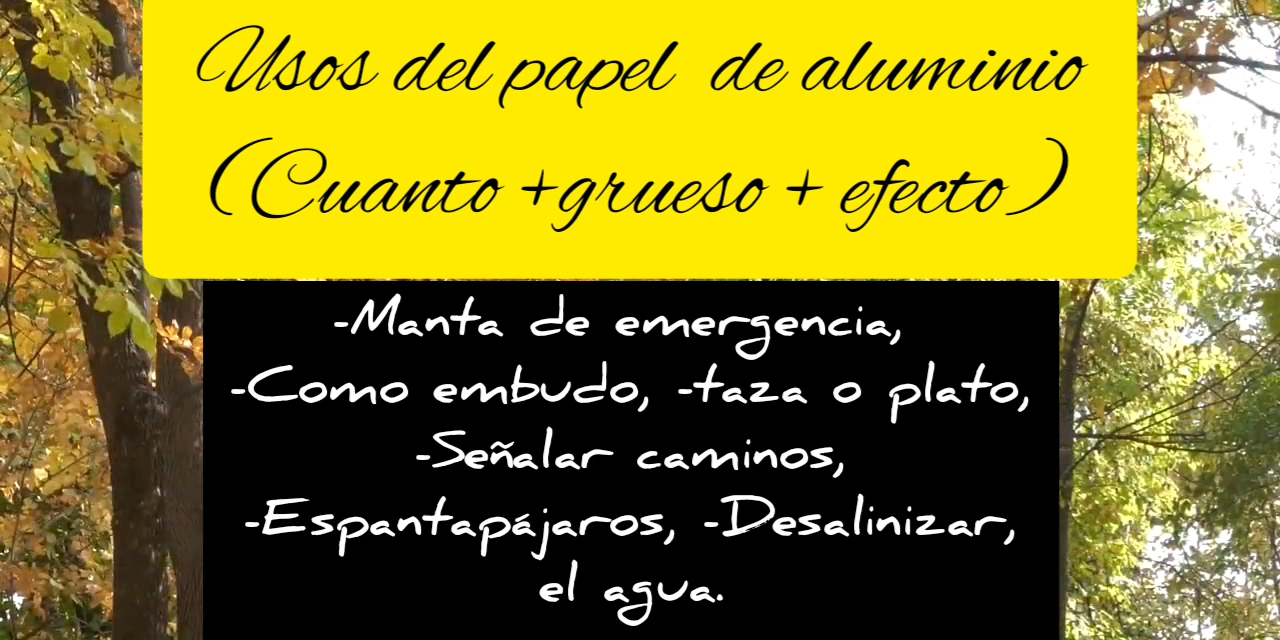 Usos del papel de aluminio
(Cuanto +grueso + efecto)
-Manta de emergencia,
-Como embudo, -taza o plato,
-Señalar caminos,
-Espantapájaros, -Desalinizar,
el agua.